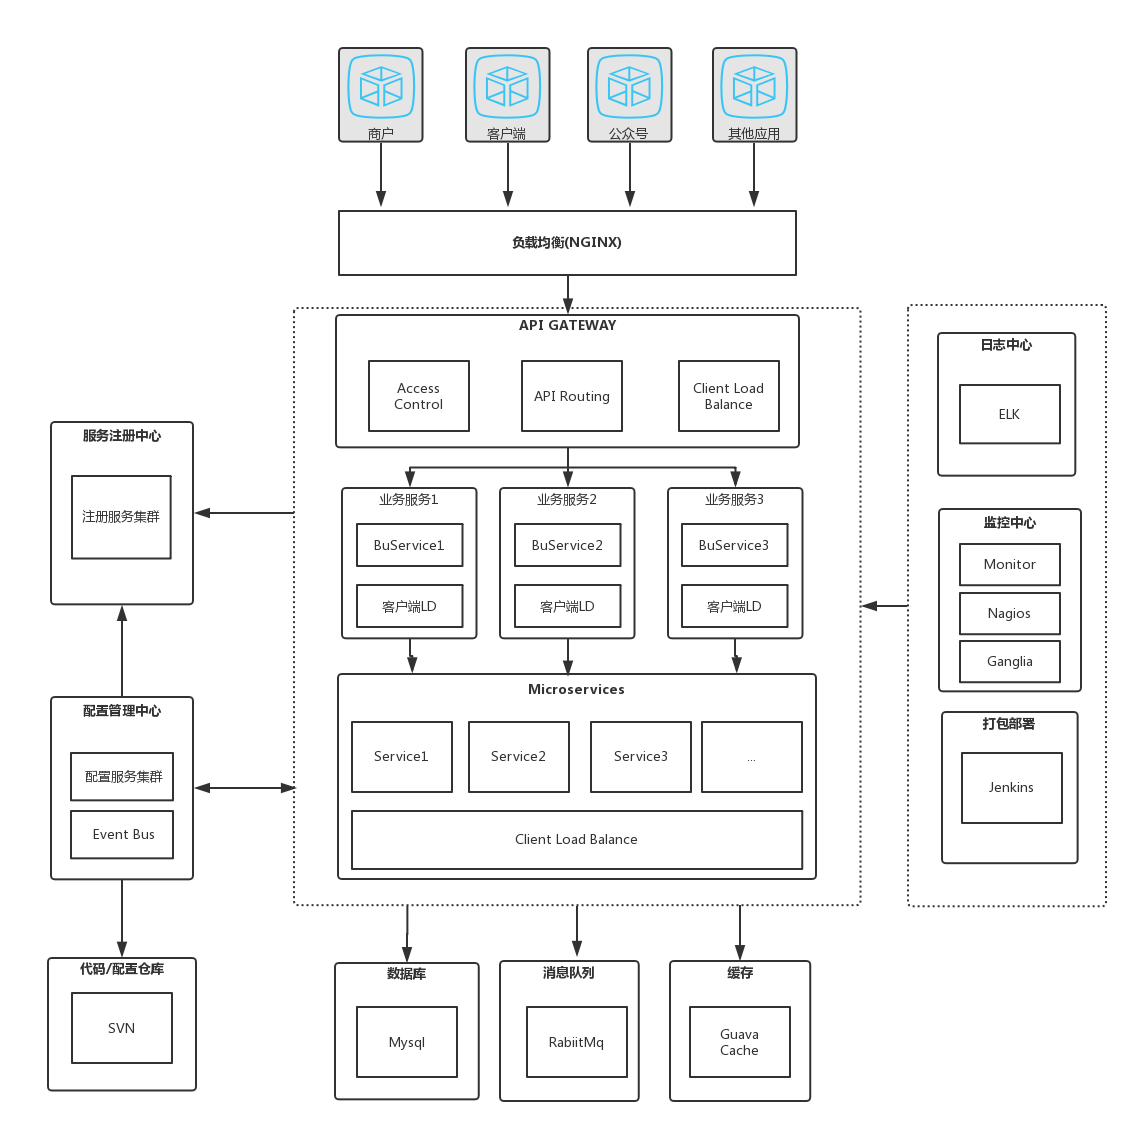 商户
客户端
公众号
其他应用
负载均衡(NGINX)
API GATEWAY
Access
Control
API Routing
Client Load
Balance
服务注册中心
注册服务集群
业务服务1
BuService1
客户端LD
业务服务2
BuService2
客户端LD
业务服务3
BuService3
客户端LD
日志中心
ELK
监控中心
Monitor
Nagios
Ganglia
打包部署
Jenkins
配置管理中心
配置服务集群
Event Bus
Microservices
Service1
Service2
Service3
...
Client Load Balance
代码/配置仓库
SVN
数据库
Mysql
消息队列
RabiitMq
缓存
Guava
Cache